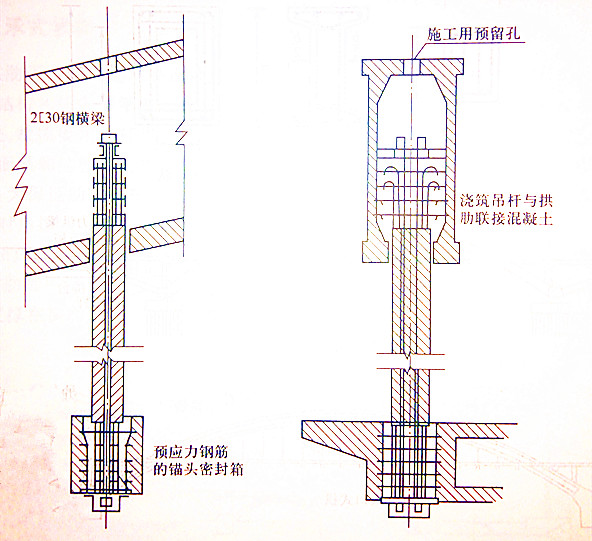 施工用预留孔
2[30钢横梁
浇筑吊杆与拱
肋联接混凝土
预应力钢筋
的锚头密封箱